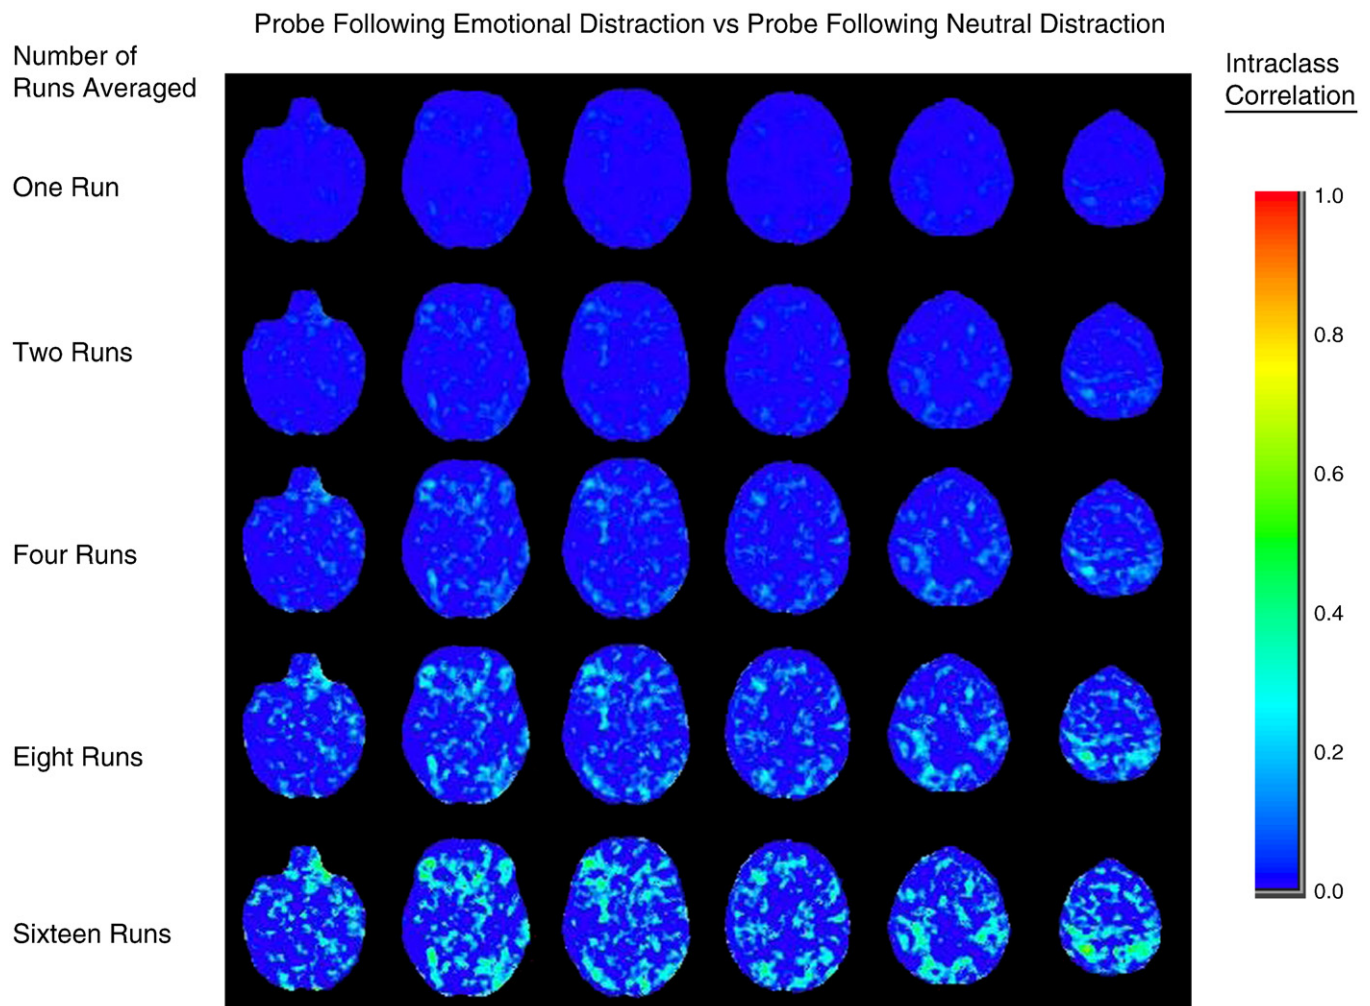 Probe Following Emotional Distraction vs Probe Following Neutral Distraction
Number of
Runs Averaged
Intraclass
Correlation
One Run
Two Runs
Four Runs
Eight Runs
Sixteen Runs
1.0
0.8
0.6
0.4
0.2
0.0